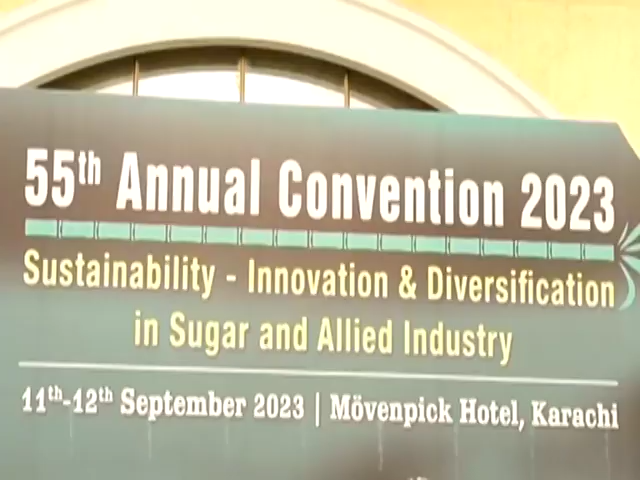 55th Annual Convention 2023
Sustainability - Innovation & Diversification
in Sugar and Allied Industry
11th-12th September 2023 | Mövenpick Hotel, Karachi